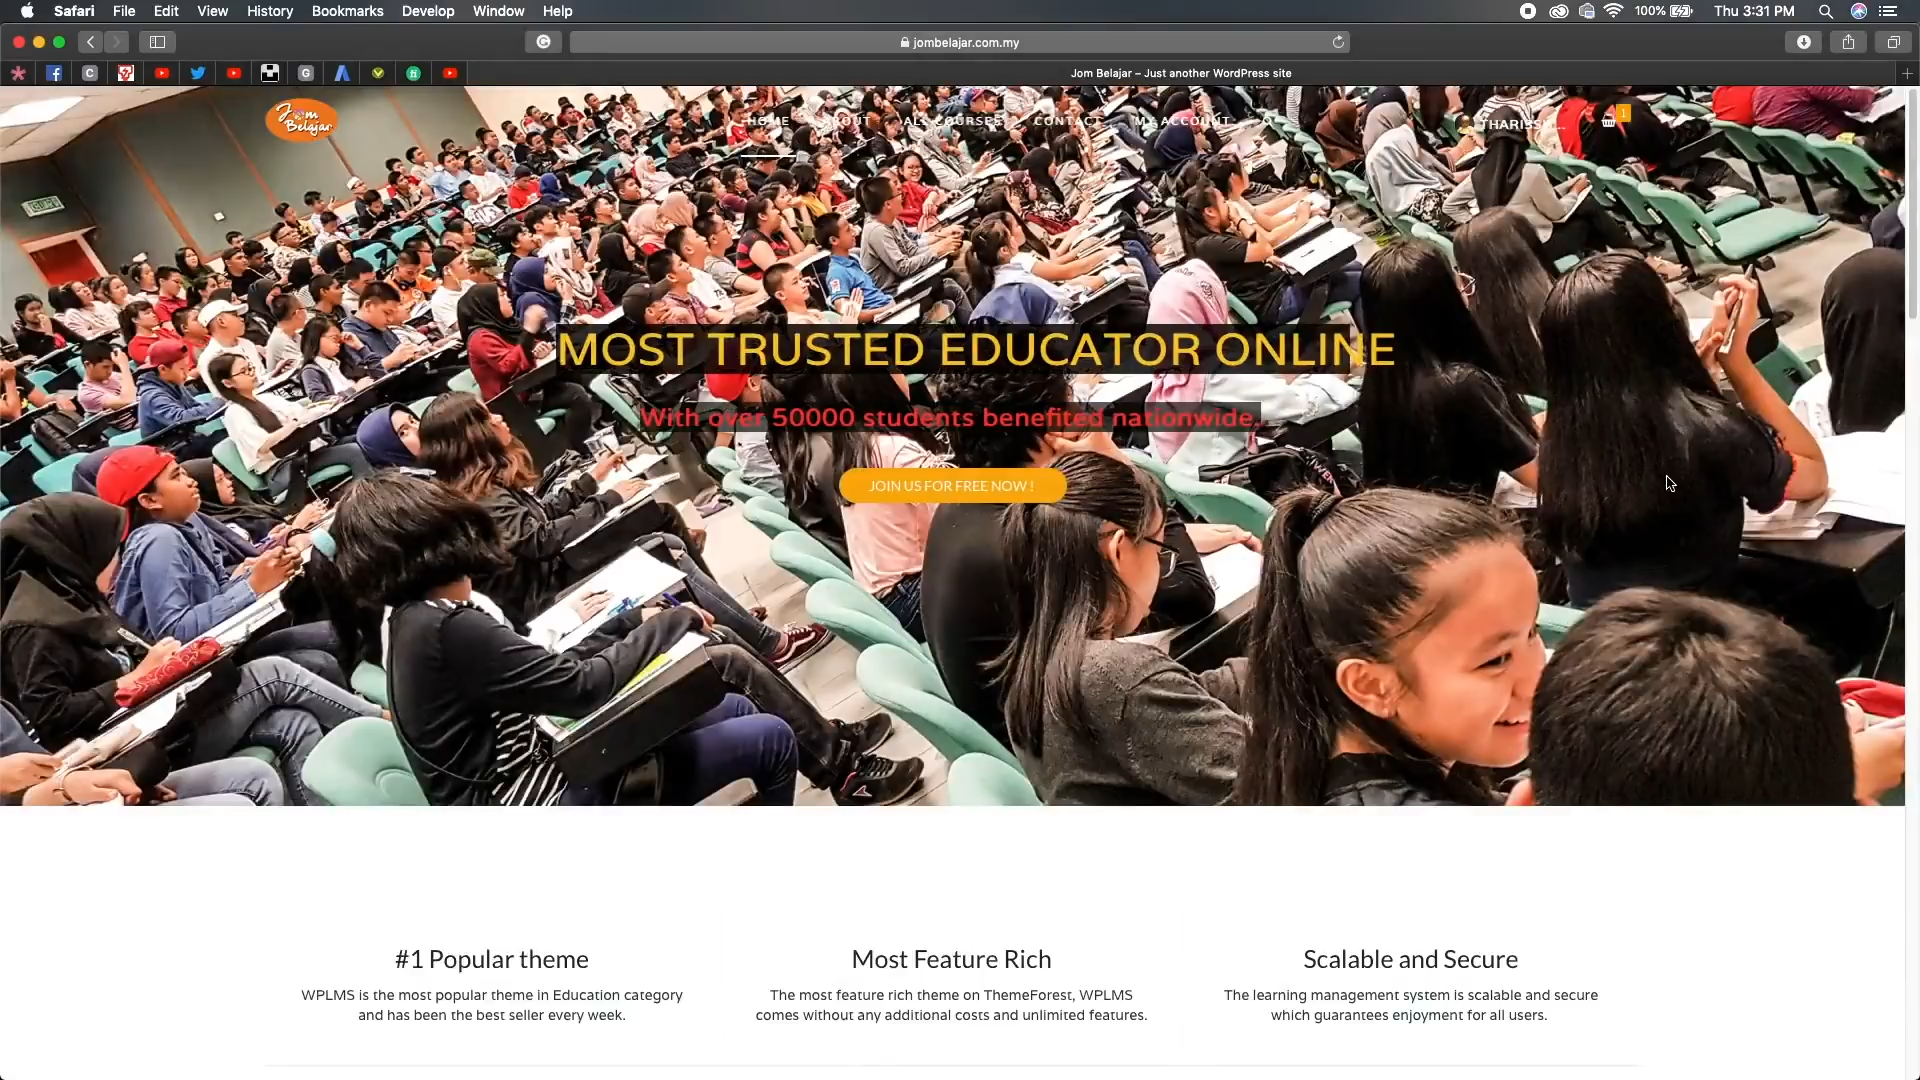 Safari File Edit View History Bookmarks Develop Window Help
100%
Thu 3:31 PM
jombelajar.com.my
Jom Belajar – Just another WordPress site
Jom Belajar
HOME ABOUT ALL COURSES CONTACT MY ACCOUNT
THARISSH...
1
MOST TRUSTED EDUCATOR ONLINE
With over 50000 students benefited nationwide.
JOIN US FOR FREE NOW !
#1 Popular theme
WPLMS is the most popular theme in Education category
and has been the best seller every week.
Most Feature Rich
The most feature rich theme on ThemeForest, WPLMS
comes without any additional costs and unlimited features.
Scalable and Secure
The learning management system is scalable and secure
which guarantees enjoyment for all users.